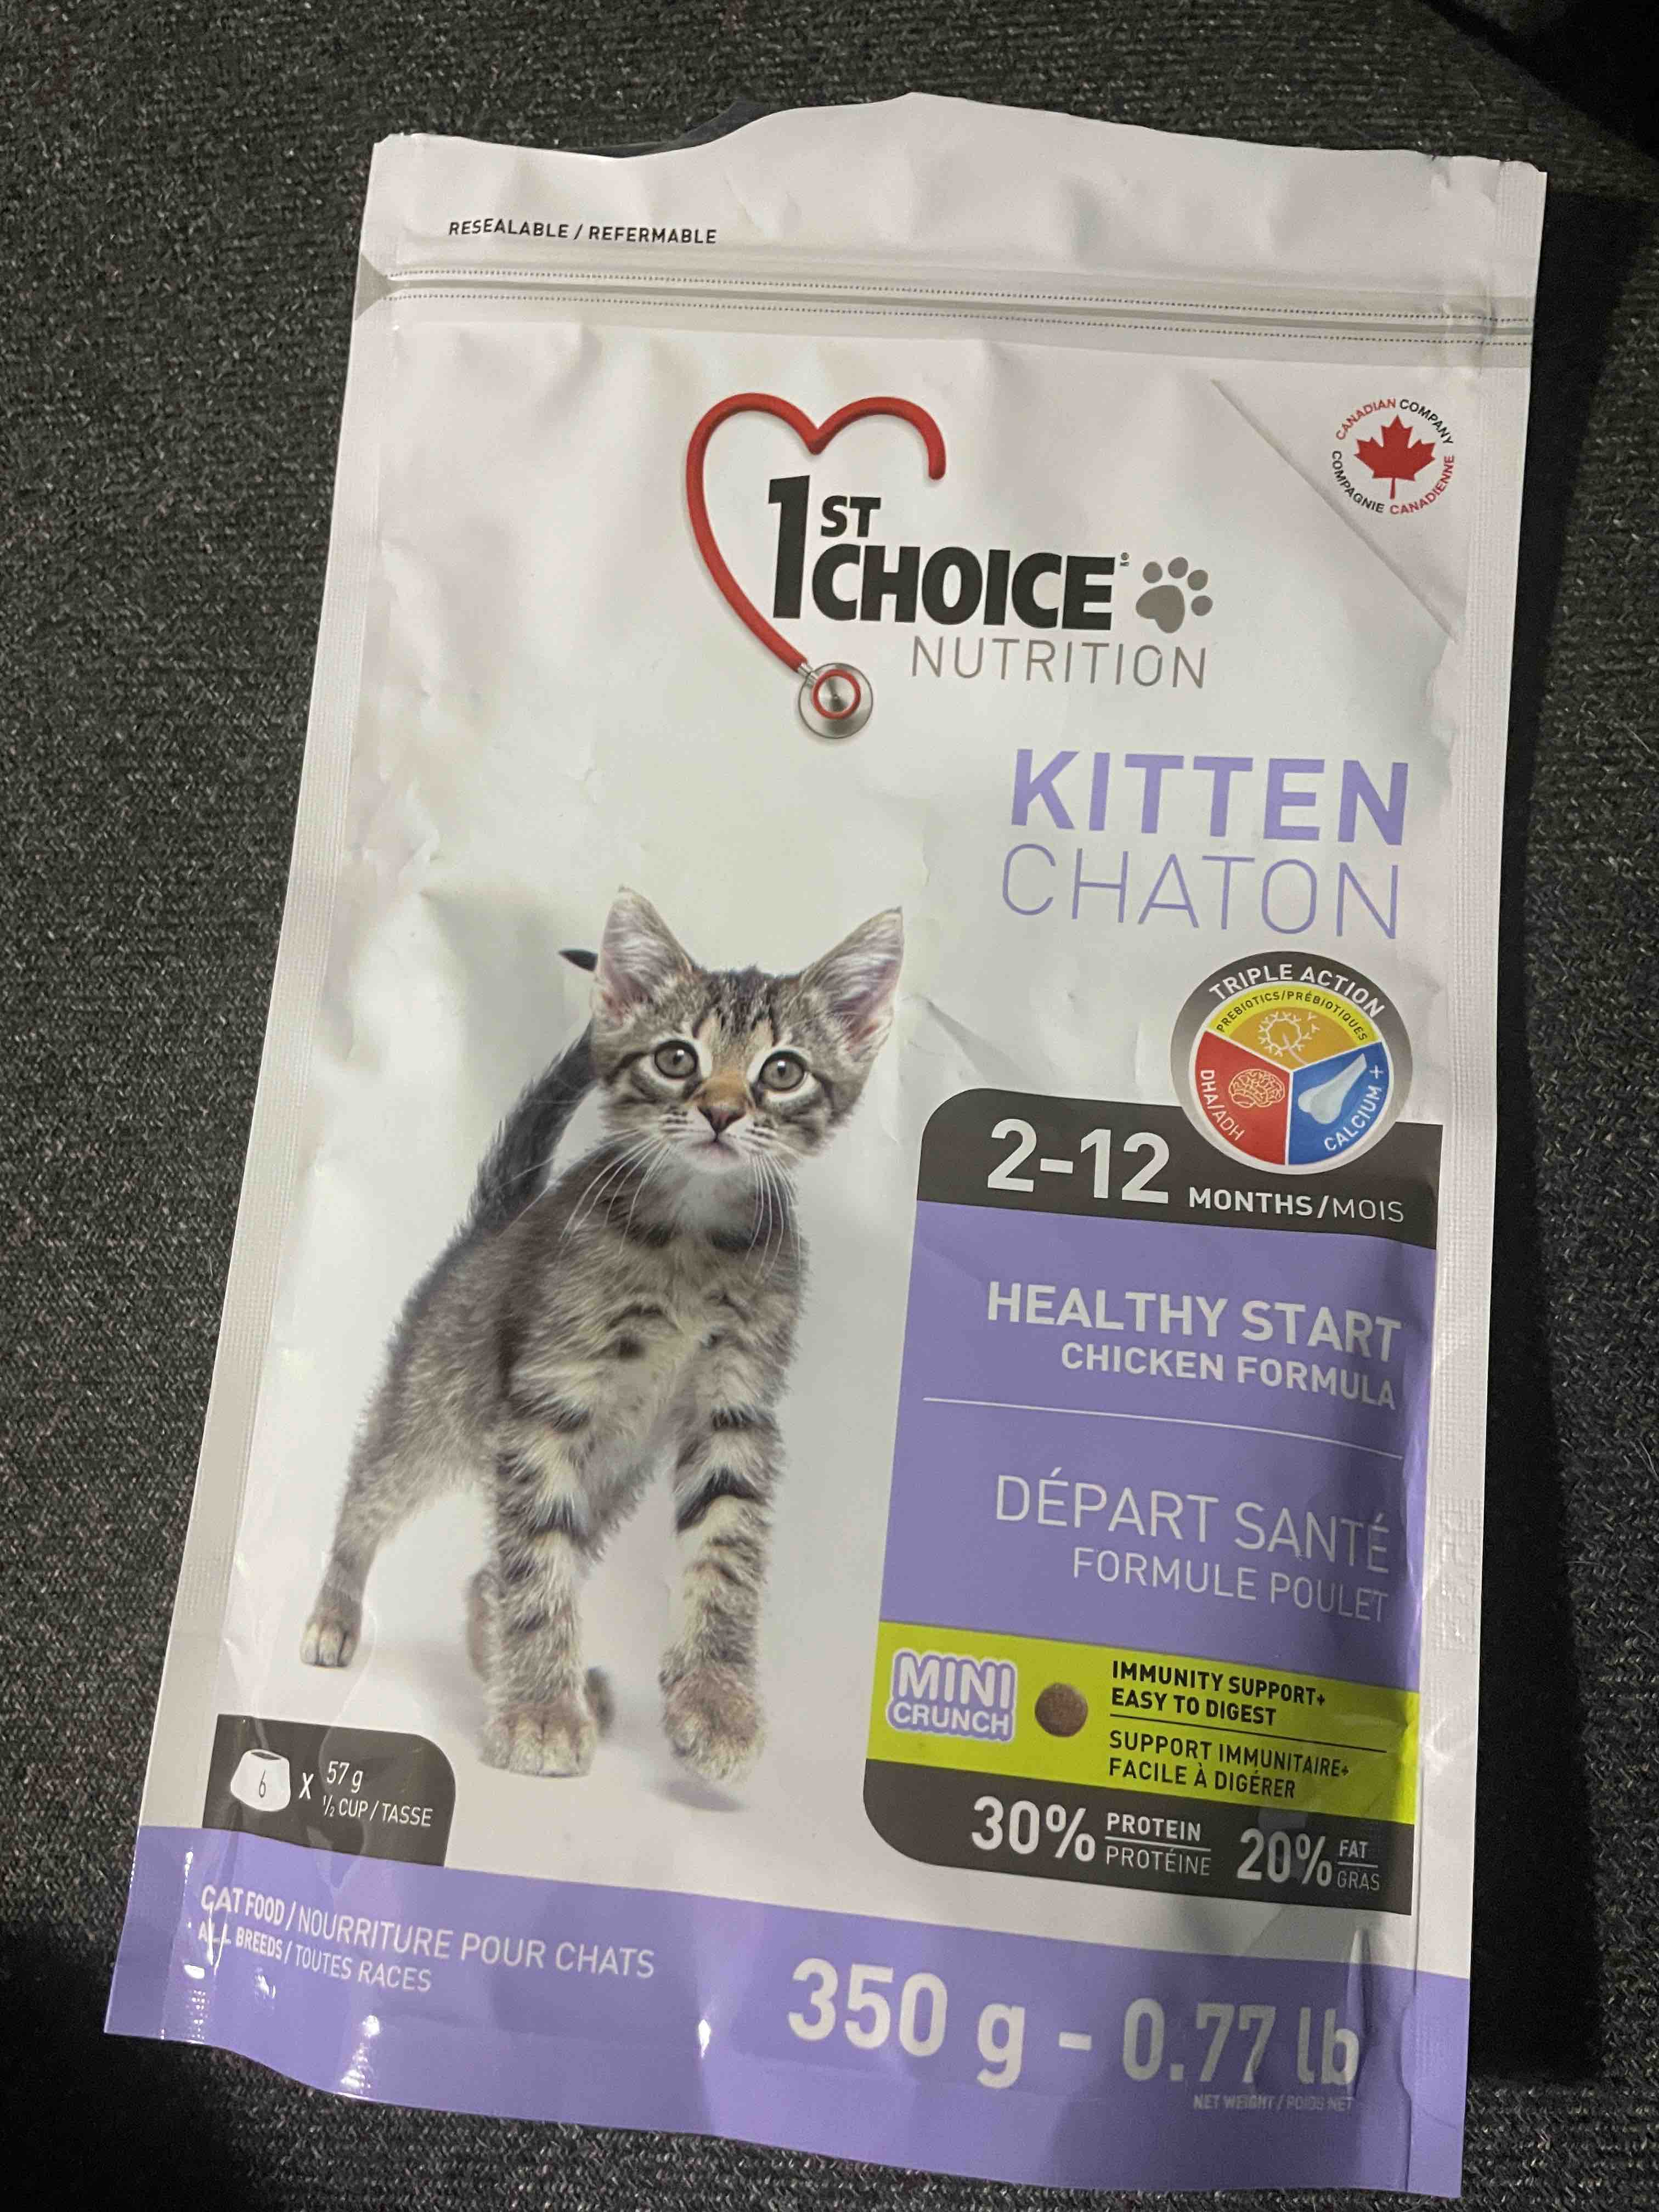 RESEALABLE / REFERMABLE
CANADIAN COMPANY
COMPAGNIE CANADIENNE
1ST
CHOICE®
NUTRITION
KITTEN
CHATON
TRIPLE ACTION
PREBIOTICS/PRÉBIOTIQUES
DHA/ADH
CALCIUM +
2-12 MONTHS/MOIS
HEALTHY START
CHICKEN FORMULA
DÉPART SANTÉ
FORMULE POULET
MINI
CRUNCH
IMMUNITY SUPPORT+
EASY TO DIGEST
SUPPORT IMMUNITAIRE+
FACILE À DIGÉRER
30% PROTEIN
PROTÉINE
20% FAT
GRAS
6 X 57 g
½ CUP / TASSE
CAT FOOD / NOURRITURE POUR CHATS
ALL BREEDS / TOUTES RACES
350 g - 0.77 lb
NET WEIGHT / POIDS NET